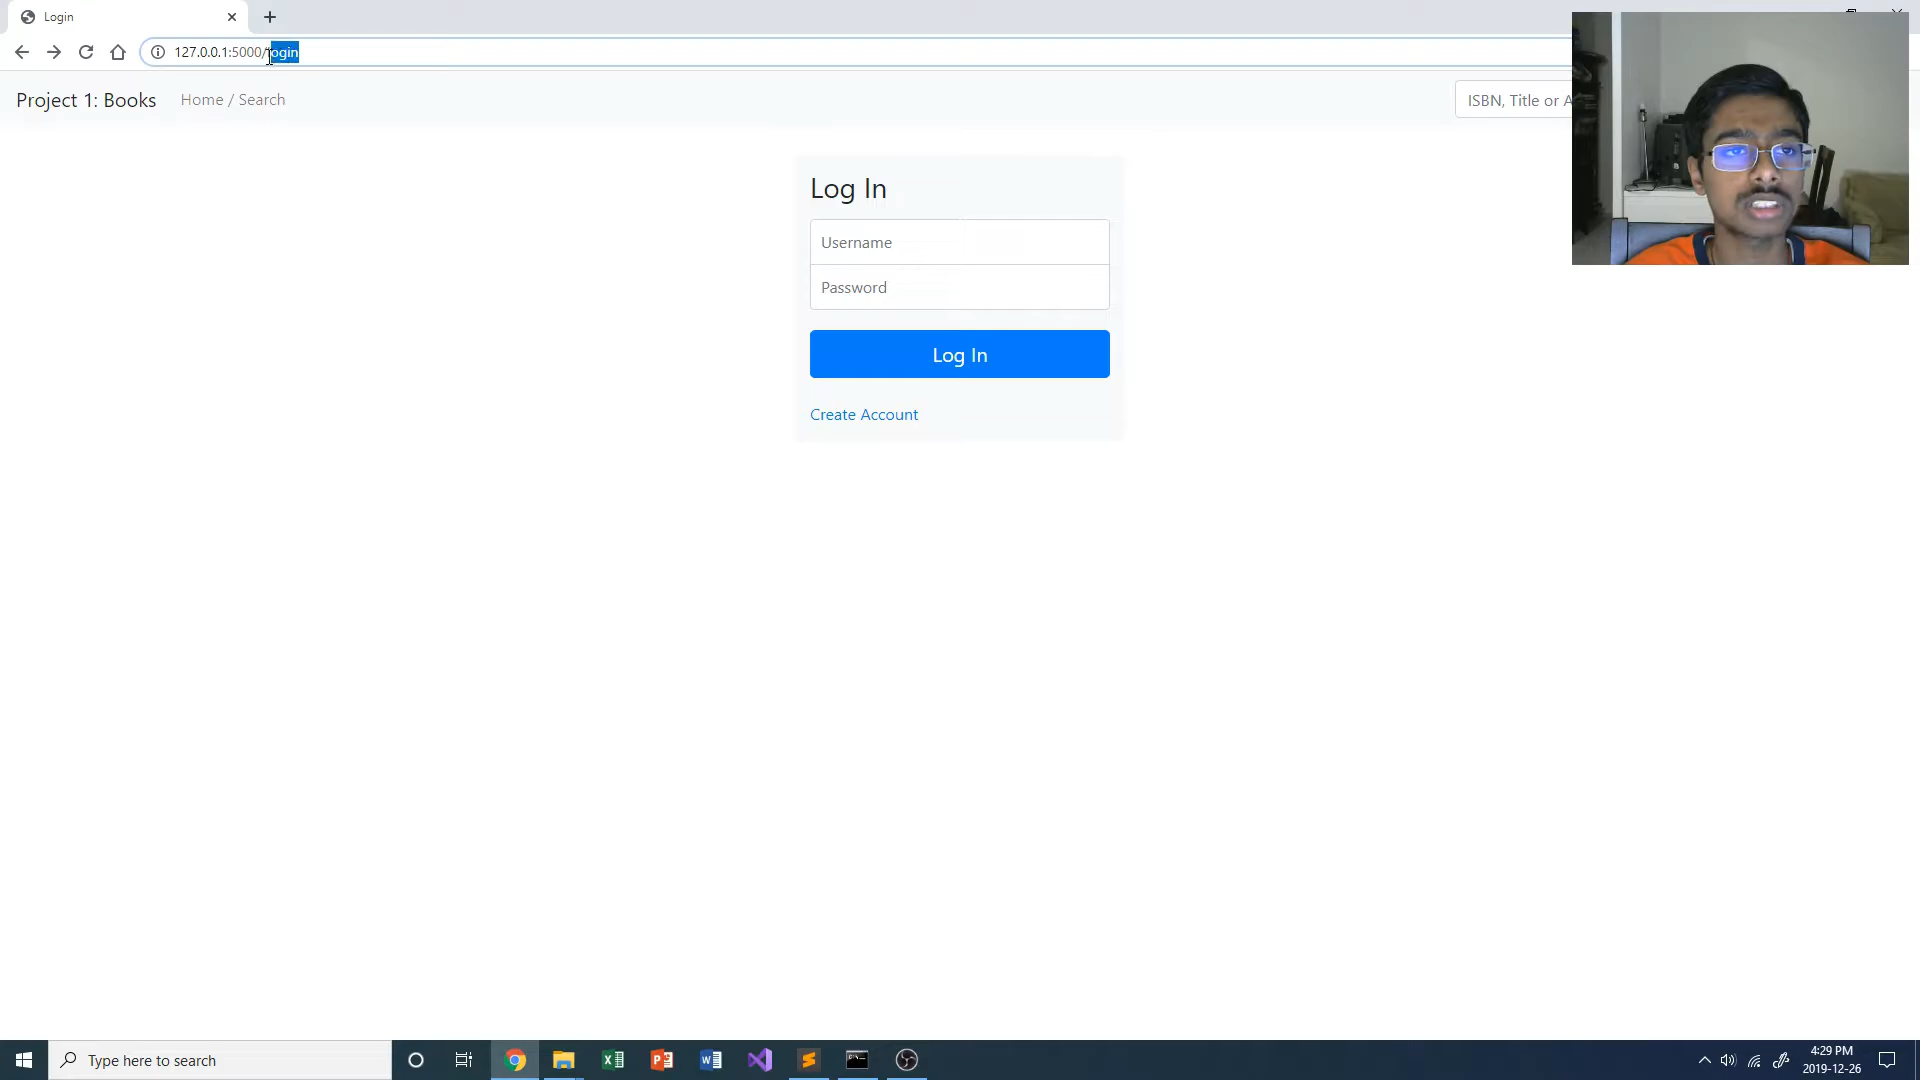 Login
127.0.0.1:5000/login
Project 1: Books
Home / Search
ISBN, Title or A
Log In
Username
Password
Log In
Create Account
Type here to search
4:29 PM
2019-12-26